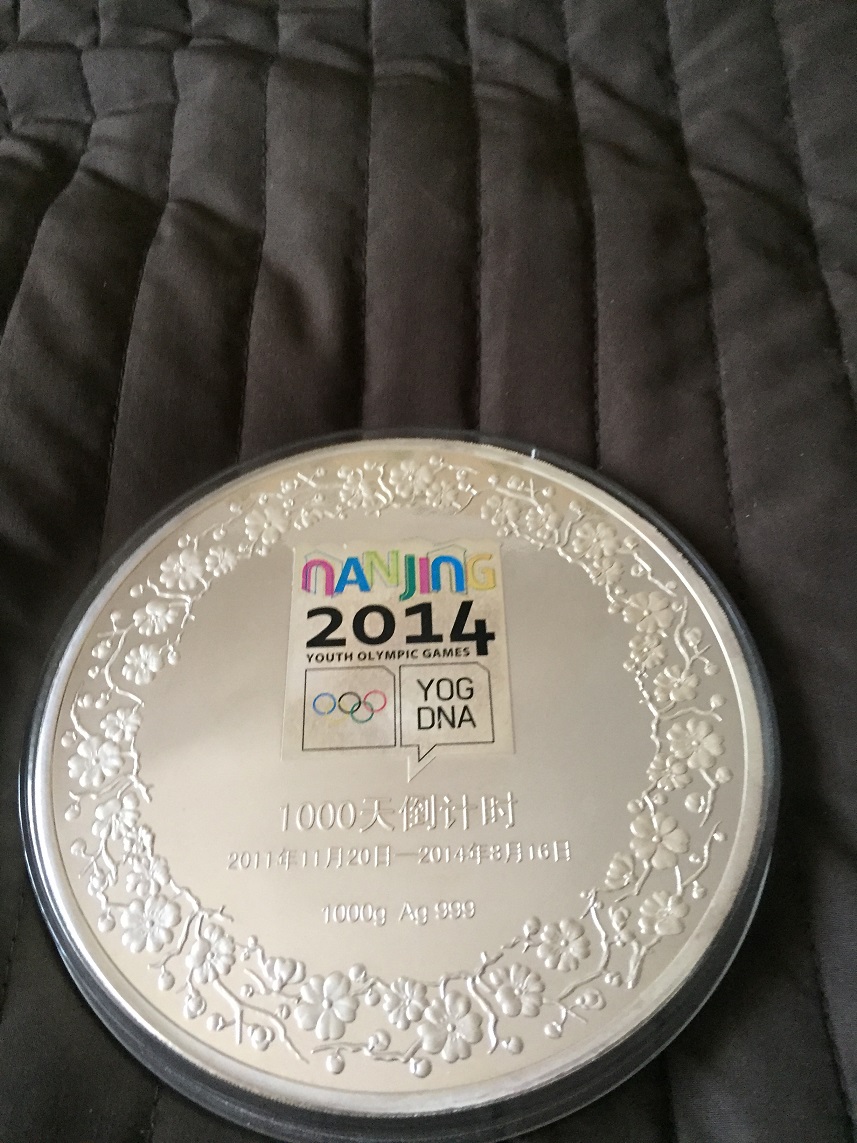 nANJinG
2014
YOUTH OLYMPIC GAMES
YOG
DNA
1000天倒计时
2011年11月20日—2014年8月16日
1000g Ag 999